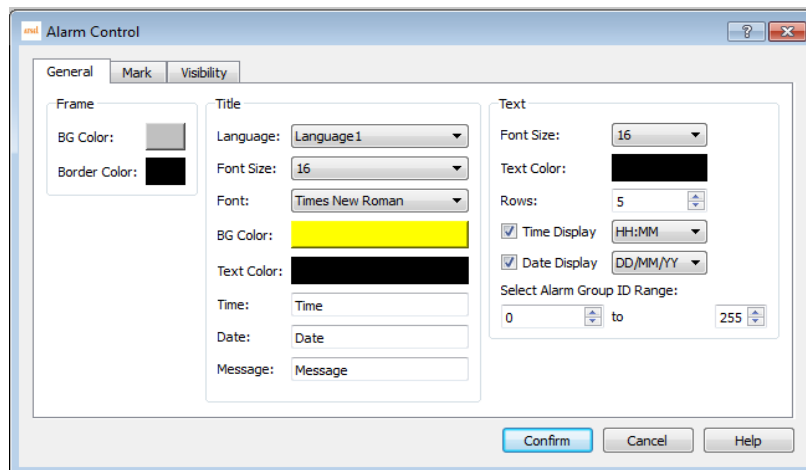 Alarm Control
General Mark Visibility
Frame
BG Color:
Border Color:
Title
Language: Language1
Font Size: 16
Font: Times New Roman
BG Color:
Text Color:
Time: Time
Date: Date
Message: Message
Text
Font Size: 16
Text Color:
Rows: 5
Time Display HH:MM
Date Display DD/MM/YY
Select Alarm Group ID Range:
0 to 255
Confirm Cancel Help